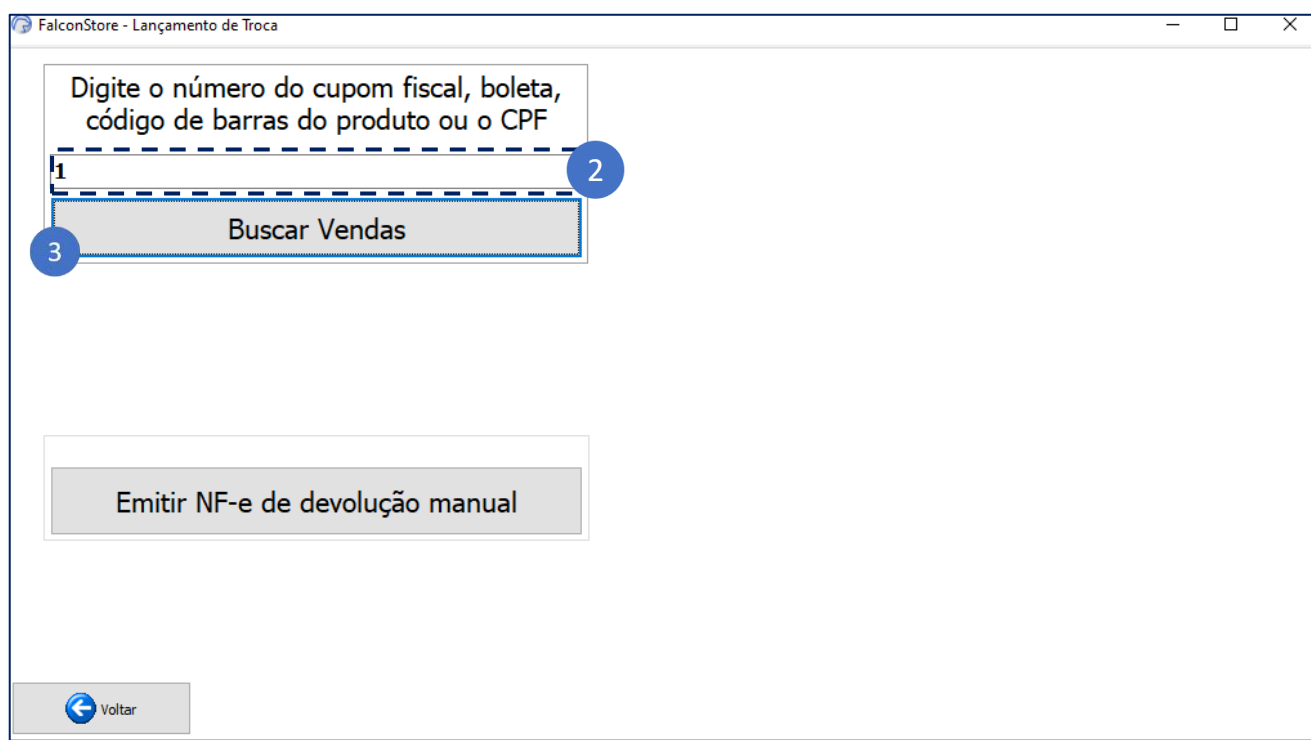 FalconStore - Lançamento de Troca
Digite o número do cupom fiscal, boleta,
código de barras do produto ou o CPF
1
2
Buscar Vendas
3
Emitir NF-e de devolução manual
Voltar